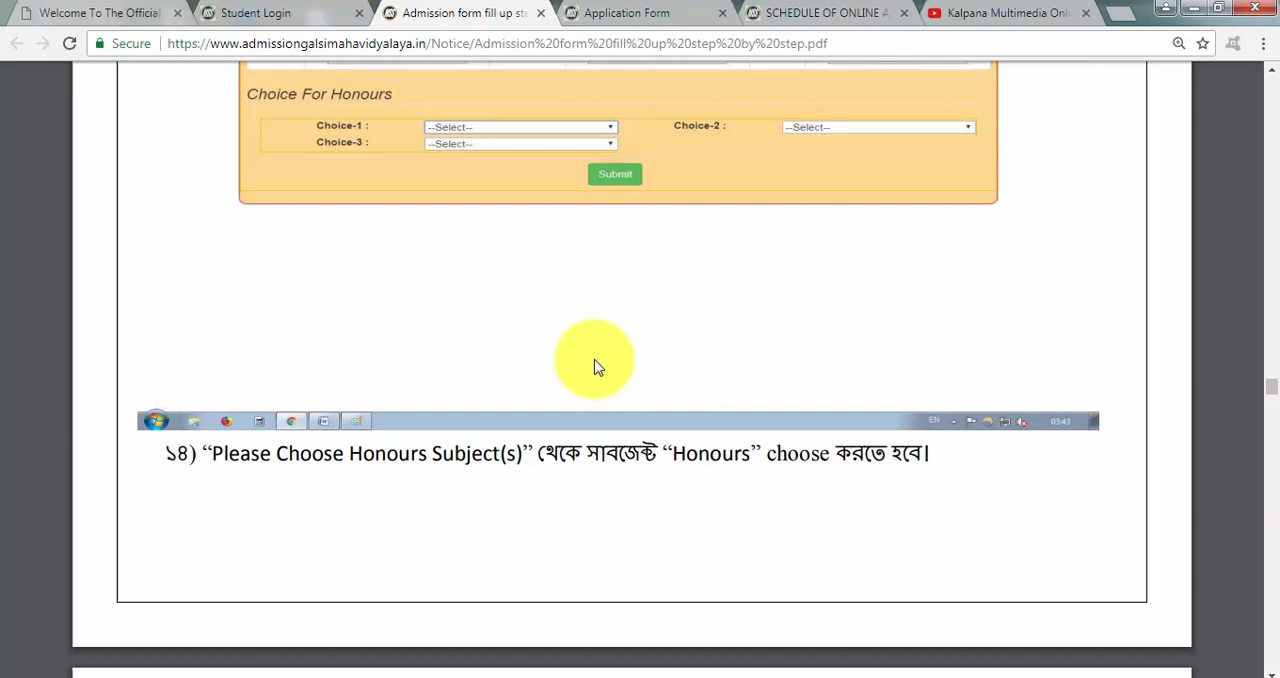 Welcome To The Official
Student Login
Admission form fill up ste
Application Form
SCHEDULE OF ONLINE A
Kalpana Multimedia Onl
Secure
https://www.admissiongalsimahavidyalaya.in/Notice/Admission%20form%20fill%20up%20step%20by%20step.pdf
Choice For Honours
Choice-1 : --Select-- Choice-2 : --Select--
Choice-3 : --Select--
Submit
EN 03:43
১৪) “Please Choose Honours Subject(s)” থেকে সাবজেক্ট “Honours” choose করতে হবে।